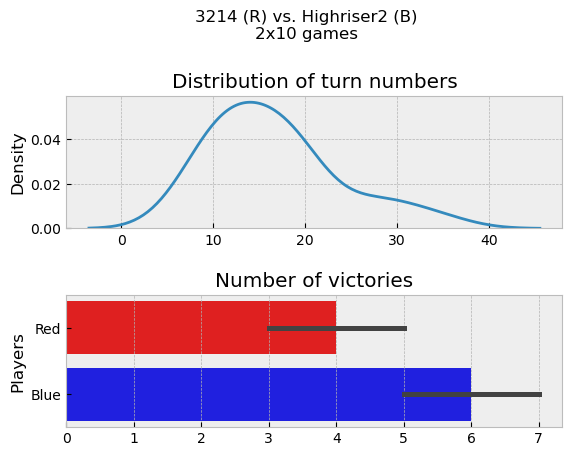 3214 (R) vs. Highriser2 (B)
2x10 games
Distribution of turn numbers
Density
0.04
0.02
0.00
0 10 20 30 40
Number of victories
Players
Red
Blue
0 1 2 3 4 5 6 7